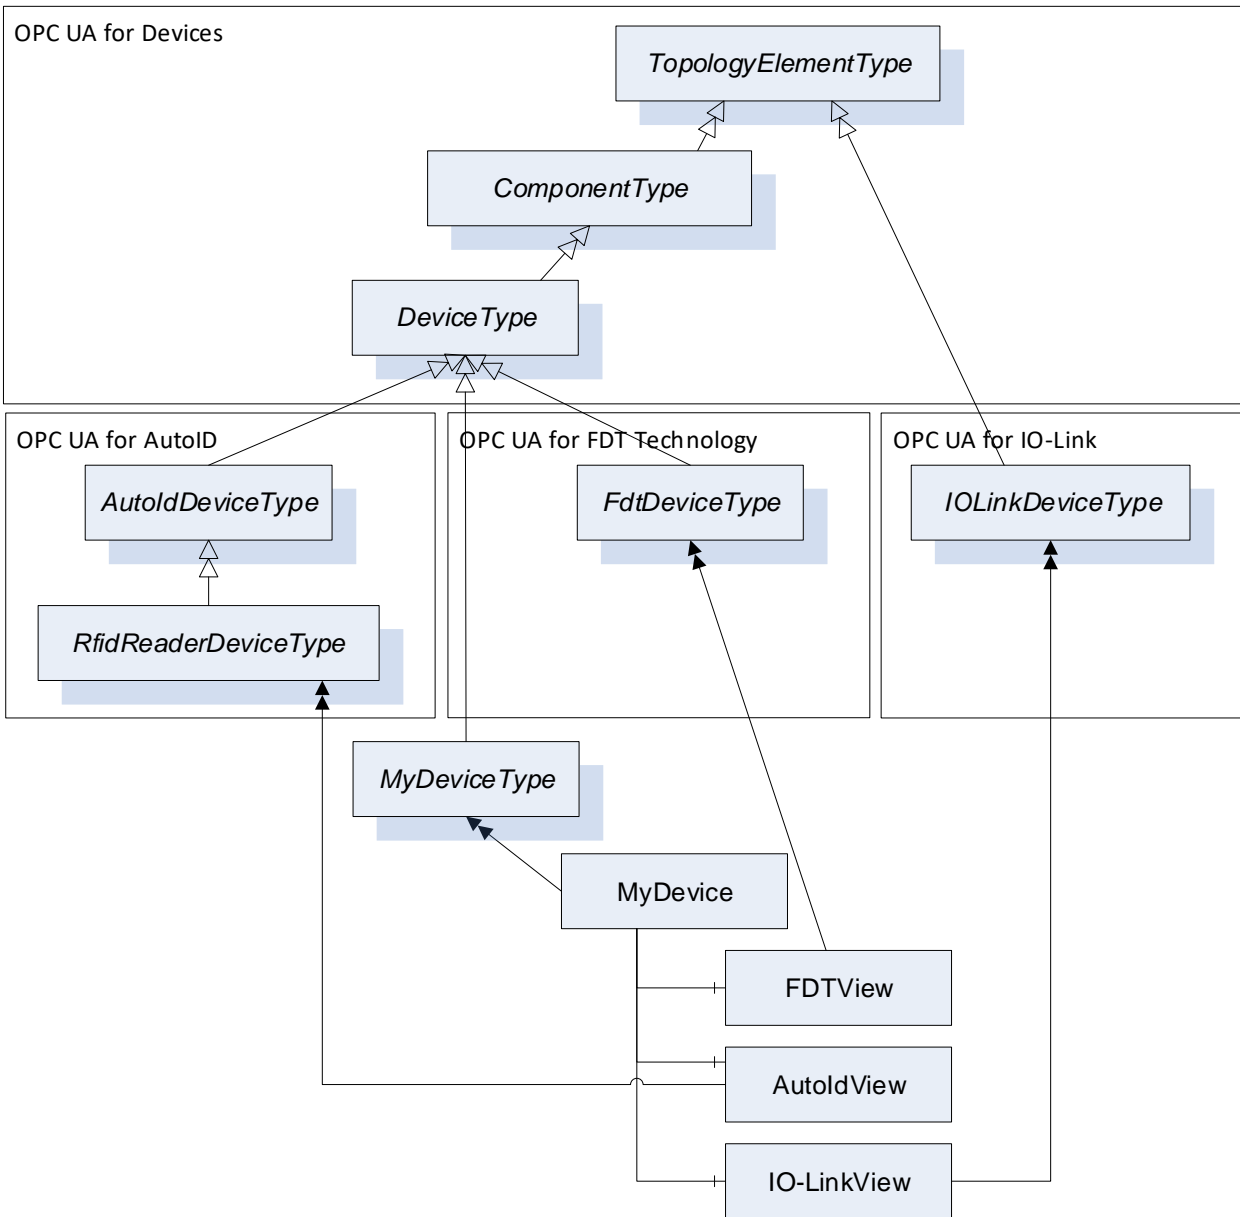 OPC UA for Devices
TopologyElementType
ComponentType
DeviceType
OPC UA for AutoID
OPC UA for FDT Technology
OPC UA for IO-Link
AutoIdDeviceType
FdtDeviceType
IOLinkDeviceType
RfidReaderDeviceType
MyDeviceType
MyDevice
FDTView
AutoIdView
IO-LinkView